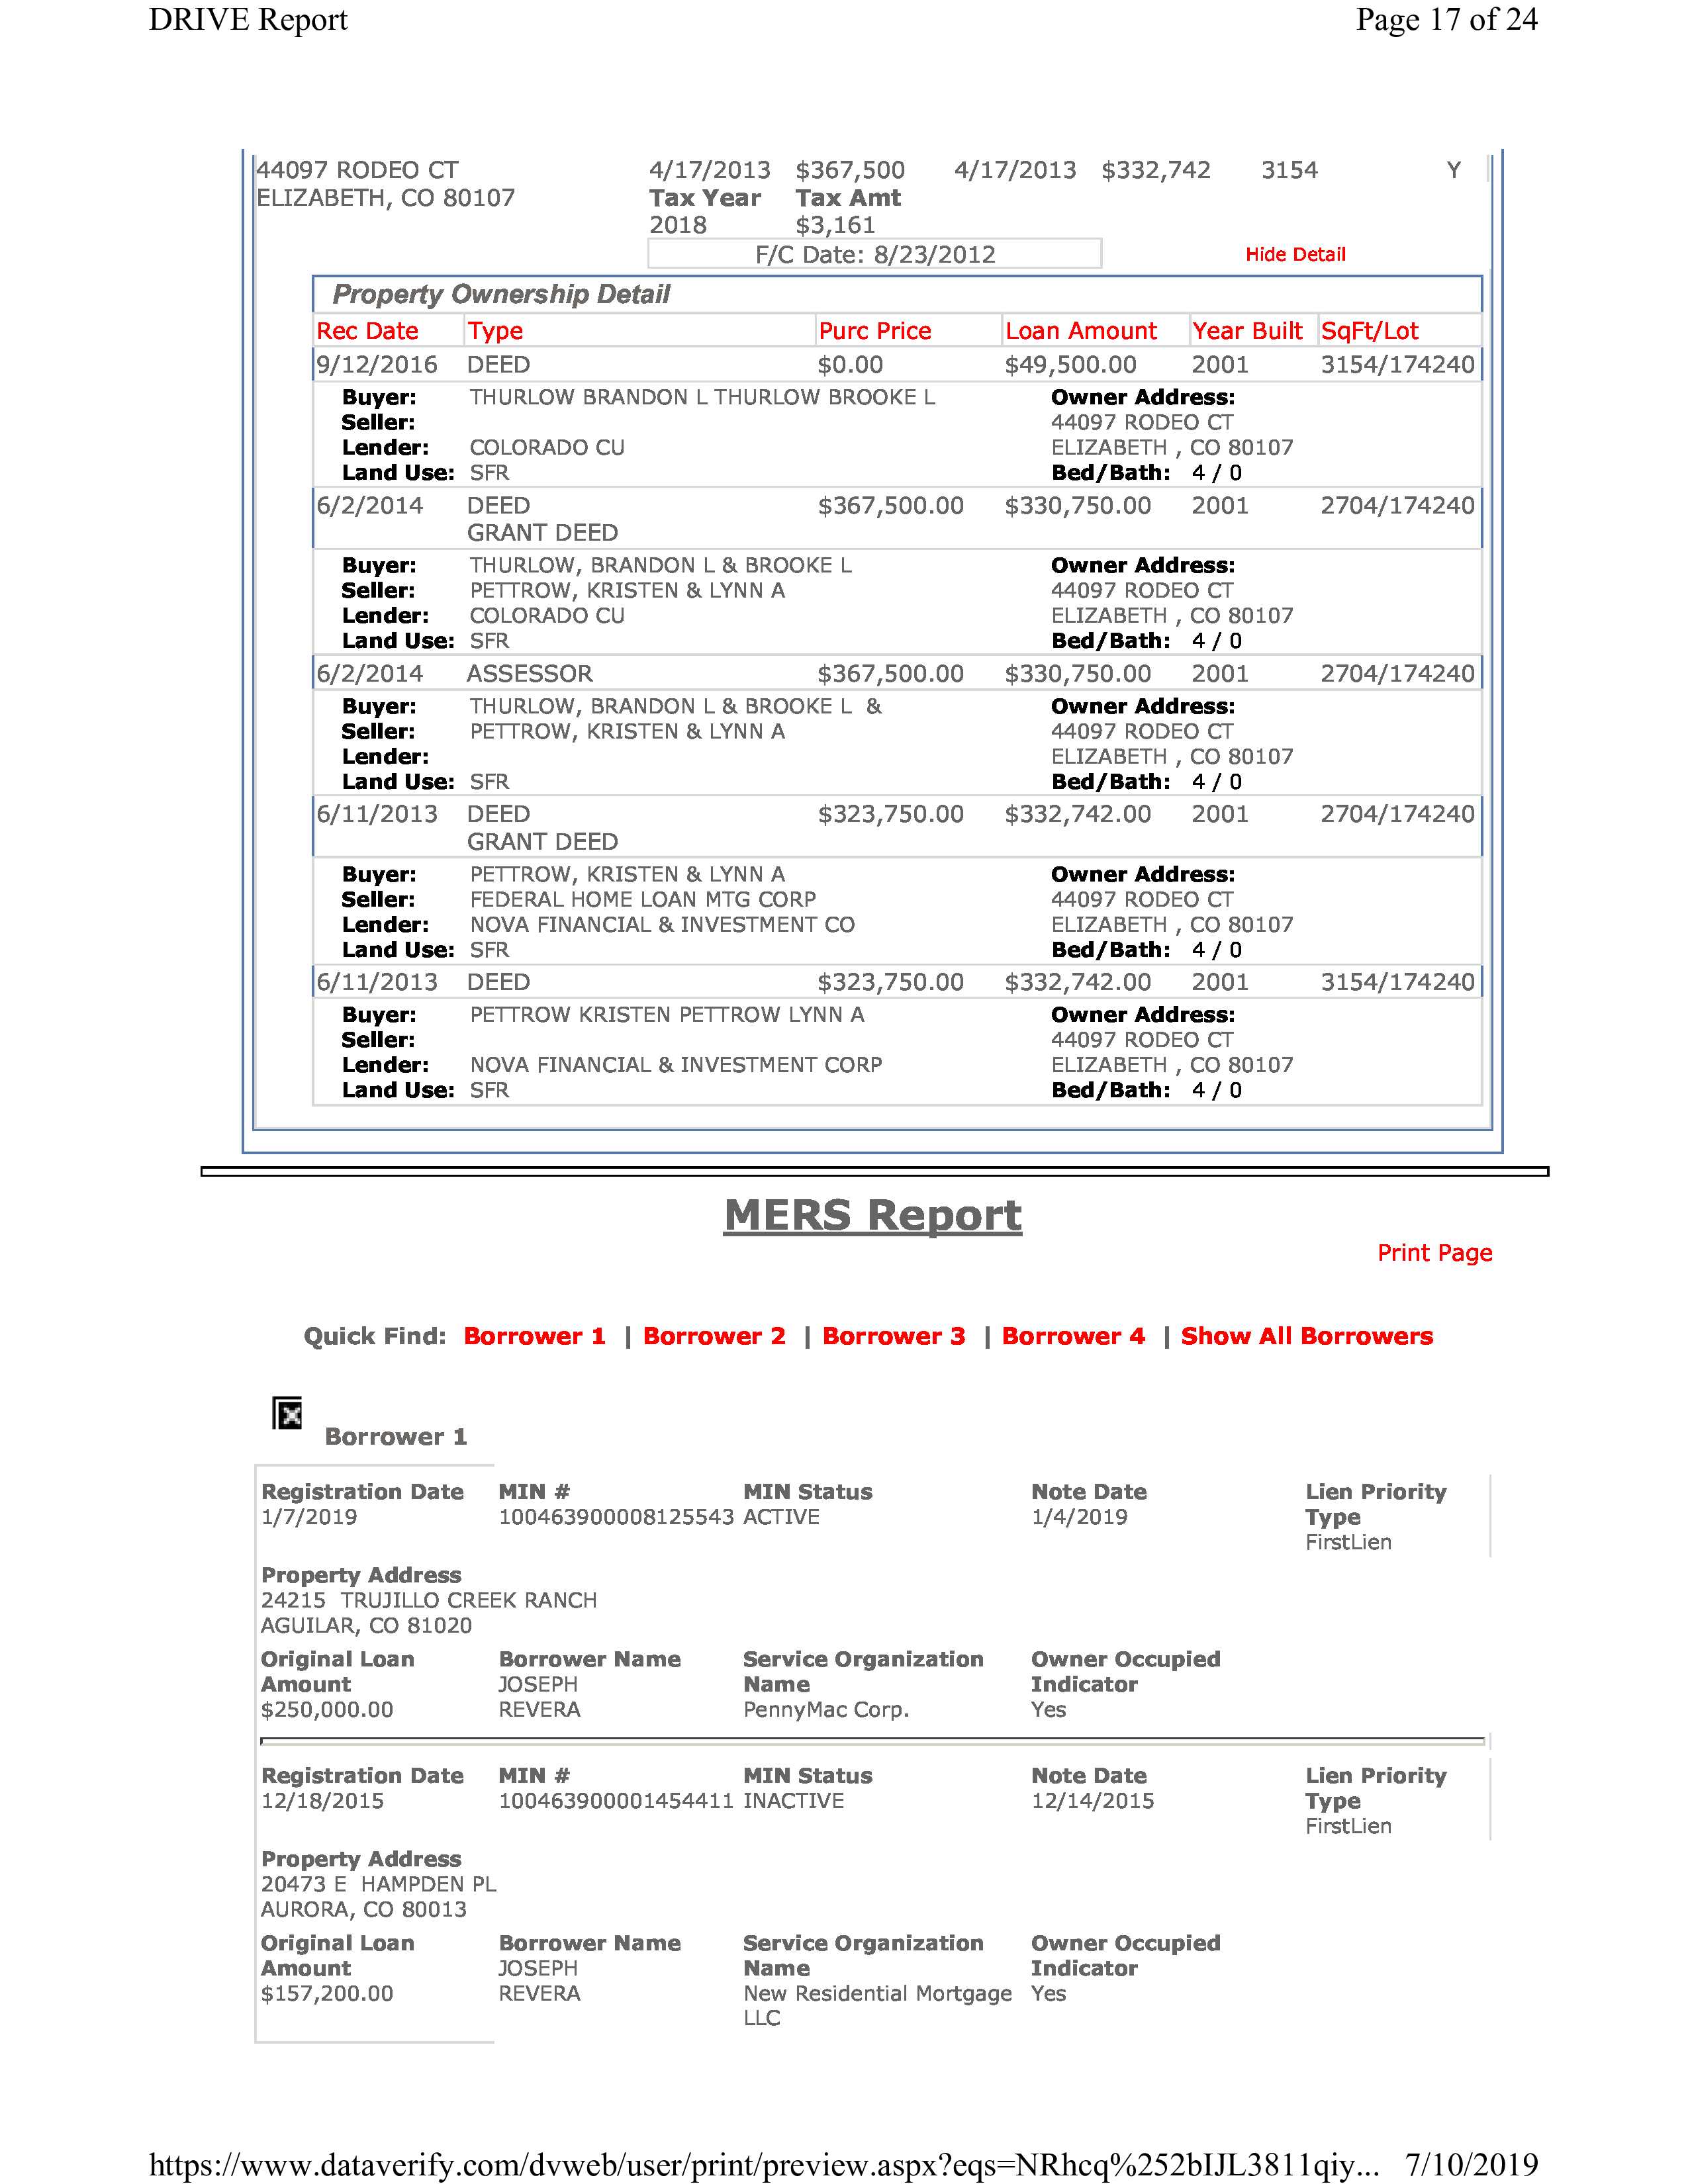 DRIVE Report Page 17 of 24
44097 RODEO CT 4/17/2013 $367,500 4/17/2013 $332,742 3154 Y
ELIZABETH, CO 80107 Tax Year Tax Amt
2018 $3,161
F/C Date: 8/23/2012 Hide Detail
Property Ownership Detail
Rec Date Type Purc Price Loan Amount Year Built SqFt/Lot
9/12/2016 DEED $0.00 $49,500.00 2001 3154/174240
Buyer: THURLOW BRANDON L THURLOW BROOKE L Owner Address:
Seller: 44097 RODEO CT
Lender: COLORADO CU ELIZABETH , CO 80107
Land Use: SFR Bed/Bath: 4 / 0
6/2/2014 DEED $367,500.00 $330,750.00 2001 2704/174240
GRANT DEED
Buyer: THURLOW, BRANDON L & BROOKE L Owner Address:
Seller: PETTROW, KRISTEN & LYNN A 44097 RODEO CT
Lender: COLORADO CU ELIZABETH , CO 80107
Land Use: SFR Bed/Bath: 4 / 0
6/2/2014 ASSESSOR $367,500.00 $330,750.00 2001 2704/174240
Buyer: THURLOW, BRANDON L & BROOKE L & Owner Address:
Seller: PETTROW, KRISTEN & LYNN A 44097 RODEO CT
Lender: ELIZABETH , CO 80107
Land Use: SFR Bed/Bath: 4 / 0
6/11/2013 DEED $323,750.00 $332,742.00 2001 2704/174240
GRANT DEED
Buyer: PETTROW, KRISTEN & LYNN A Owner Address:
Seller: FEDERAL HOME LOAN MTG CORP 44097 RODEO CT
Lender: NOVA FINANCIAL & INVESTMENT CO ELIZABETH , CO 80107
Land Use: SFR Bed/Bath: 4 / 0
6/11/2013 DEED $323,750.00 $332,742.00 2001 3154/174240
Buyer: PETTROW KRISTEN PETTROW LYNN A Owner Address:
Seller: 44097 RODEO CT
Lender: NOVA FINANCIAL & INVESTMENT CORP ELIZABETH , CO 80107
Land Use: SFR Bed/Bath: 4 / 0
MERS Report
Print Page
Quick Find: Borrower 1 | Borrower 2 | Borrower 3 | Borrower 4 | Show All Borrowers
Borrower 1
Registration Date MIN # MIN Status Note Date Lien Priority
1/7/2019 100463900008125543 ACTIVE 1/4/2019 Type
FirstLien
Property Address
24215 TRUJILLO CREEK RANCH
AGUILAR, CO 81020
Original Loan Borrower Name Service Organization Owner Occupied
Amount JOSEPH Name Indicator
$250,000.00 REVERA PennyMac Corp. Yes
Registration Date MIN # MIN Status Note Date Lien Priority
12/18/2015 100463900001454411 INACTIVE 12/14/2015 Type
FirstLien
Property Address
20473 E HAMPDEN PL
AURORA, CO 80013
Original Loan Borrower Name Service Organization Owner Occupied
Amount JOSEPH Name Indicator
$157,200.00 REVERA New Residential Mortgage Yes
LLC
https://www.dataverify.com/dvweb/user/print/preview.aspx?eqs=NRhcq%252bIJL3811qiy... 7/10/2019